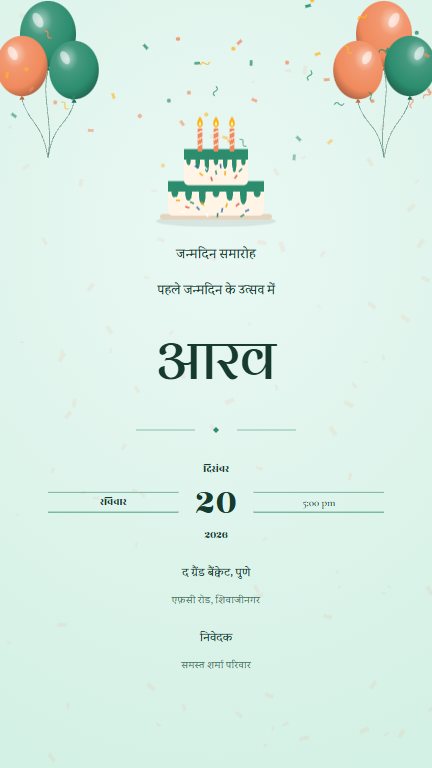 जन्मदिन समारोह
पहले जन्मदिन के उत्सव में
आरव
दिसंबर
रविवार 20 5:00 pm
2026
द ग्रैंड बैंक्वेट, पुणे
एफ़सी रोड, शिवाजीनगर
निवेदक
समस्त शर्मा परिवार